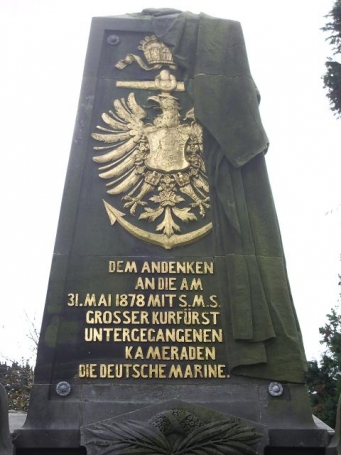 DEM ANDENKEN
AN DIE AM
31. MAI 1878 MIT S.M.S.
GROSSER KURFÜRST
UNTERGEGANGENEN
KAMERADEN
DIE DEUTSCHE MARINE.